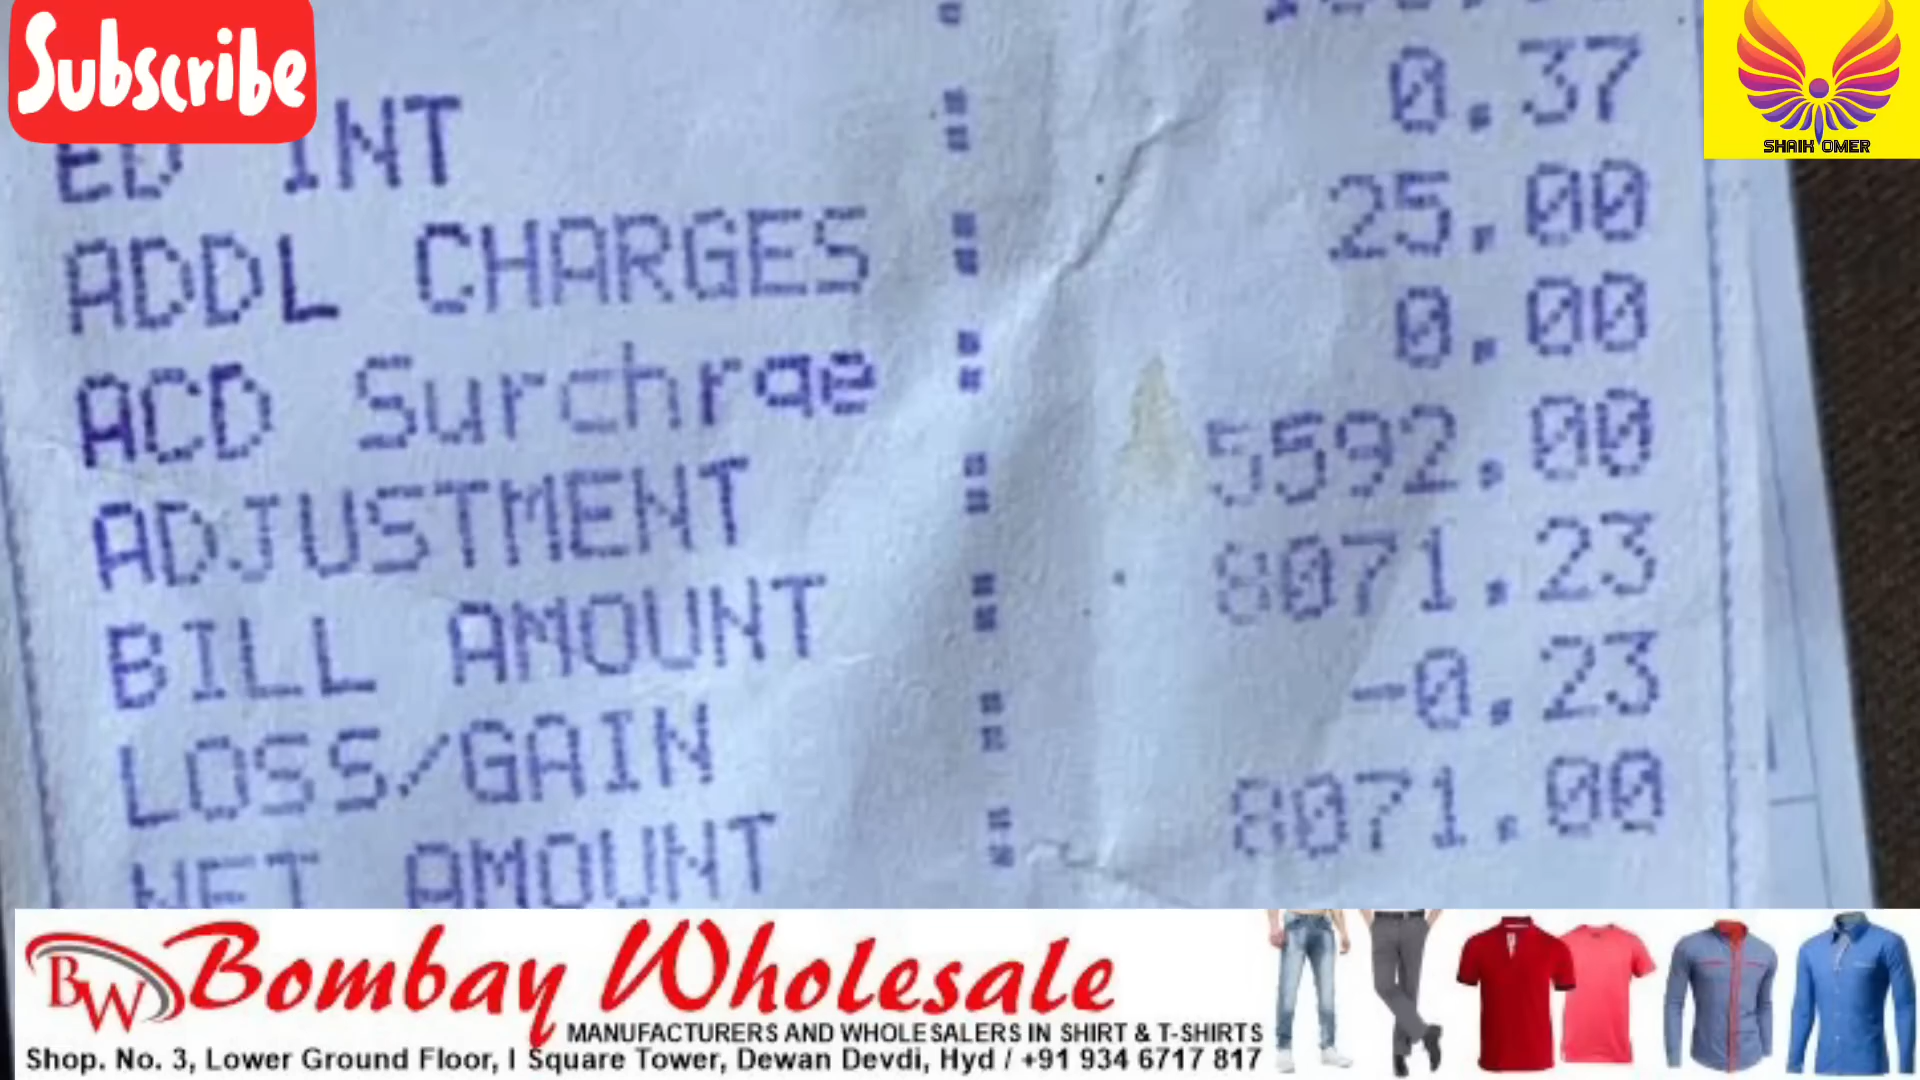 Subscribe
SHAIK OMER
ED INT : 0.37
ADDL CHARGES : 25.00
ACD Surchrge : 0.00
ADJUSTMENT : 5592.00
BILL AMOUNT : 8071.23
LOSS/GAIN : -0.23
NET AMOUNT : 8071.00
BW Bombay Wholesale
MANUFACTURERS AND WHOLESALERS IN SHIRT & T-SHIRTS
Shop. No. 3, Lower Ground Floor, I Square Tower, Dewan Devdi, Hyd / +91 934 6717 817